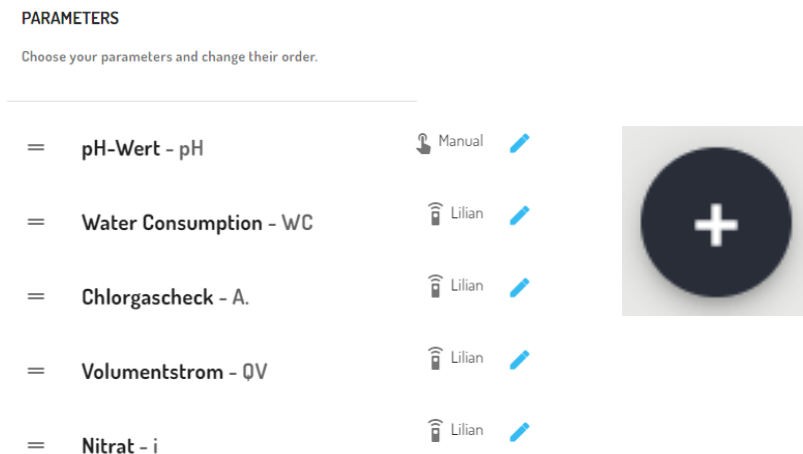 PARAMETERS
Choose your parameters and change their order.
pH-Wert - pH Manual
Water Consumption - WC Lilian
Chlorgascheck - A. Lilian
Volumentstrom - QV Lilian
Nitrat - i Lilian